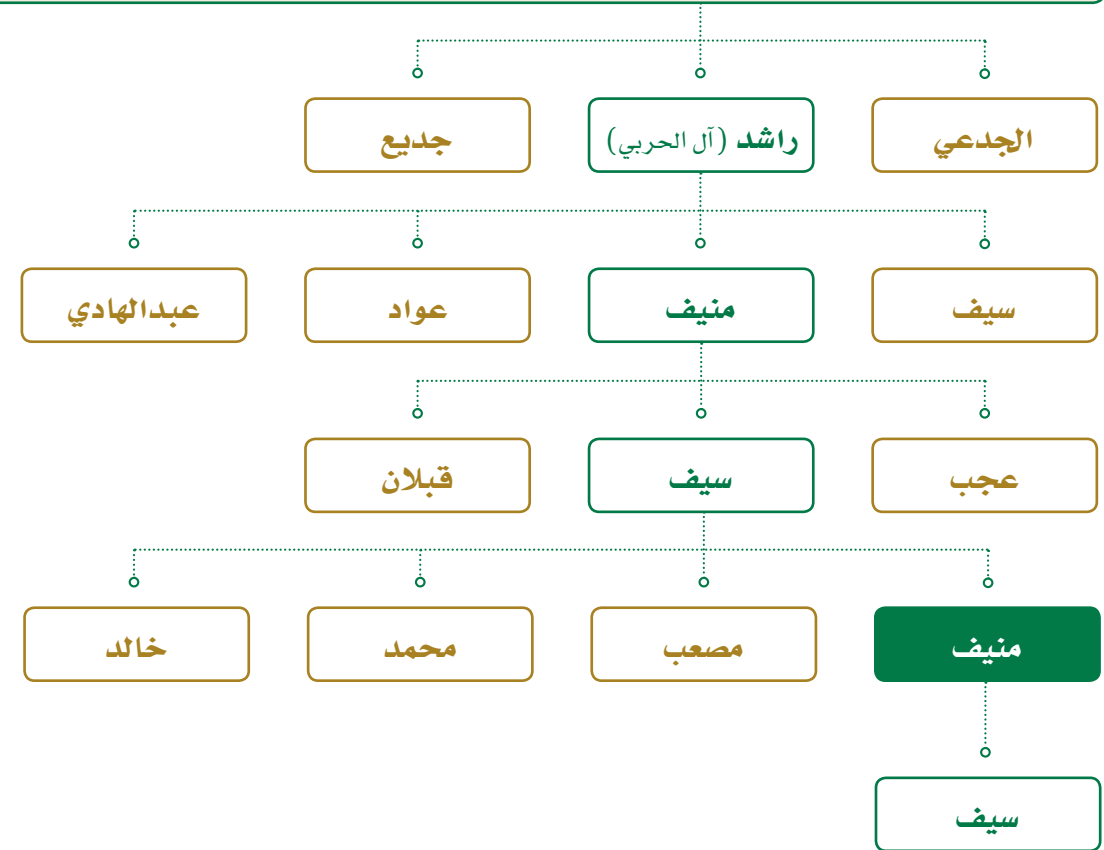 الجدعي
راشد (آل الحربي)
جديع
سيف
منيف
عواد
عبدالهادي
عجب
سيف
قبلان
منيف
مصعب
محمد
خالد
سيف